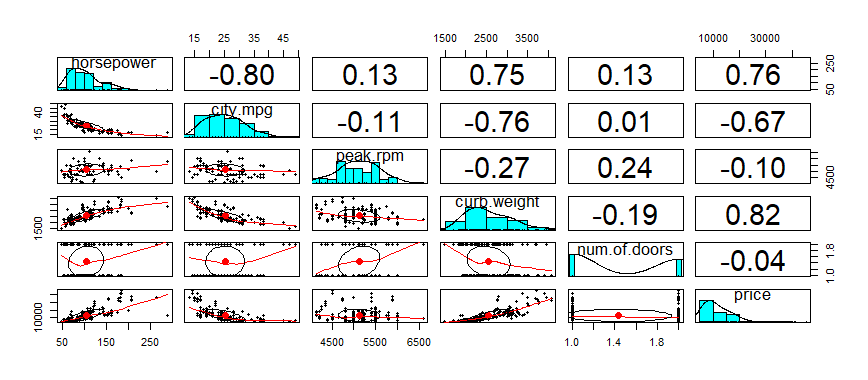 15 25 35 50 1500 2500 3500 10000 30000
horsepower -0.80 0.13 0.75 0.13 0.76 50 250
15 40 city.mpg -0.11 -0.76 0.01 -0.67
peak.rpm -0.27 0.24 -0.10 4500
1500 curb.weight -0.19 0.82
num.of.doors -0.04 1.0 1.8
10000 price
50 150 250 4500 5500 6500 1.0 1.4 1.8